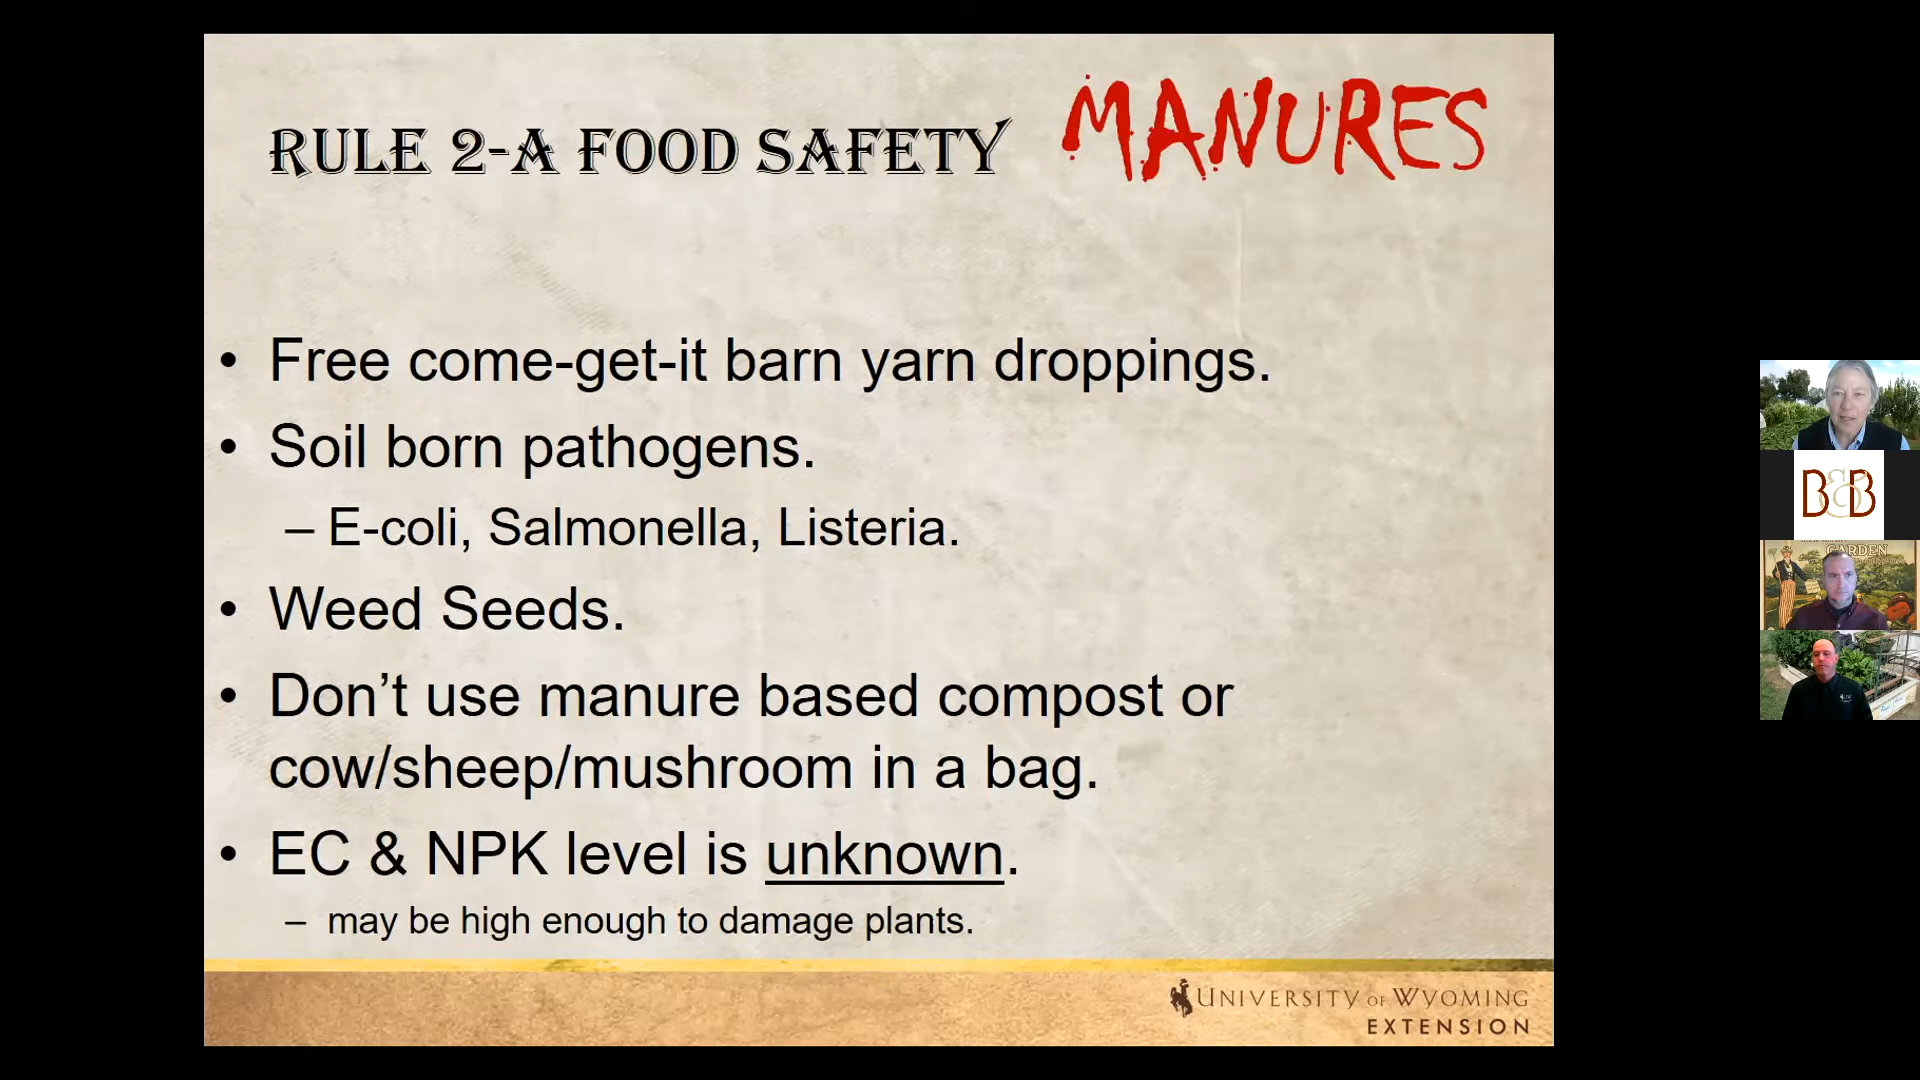 RULE 2-A FOOD SAFETY MANURES
• Free come-get-it barn yarn droppings.
• Soil born pathogens.
– E-coli, Salmonella, Listeria.
• Weed Seeds.
• Don’t use manure based compost or
cow/sheep/mushroom in a bag.
• EC & NPK level is unknown.
– may be high enough to damage plants.
UNIVERSITY OF WYOMING
EXTENSION
B&B
GARDEN